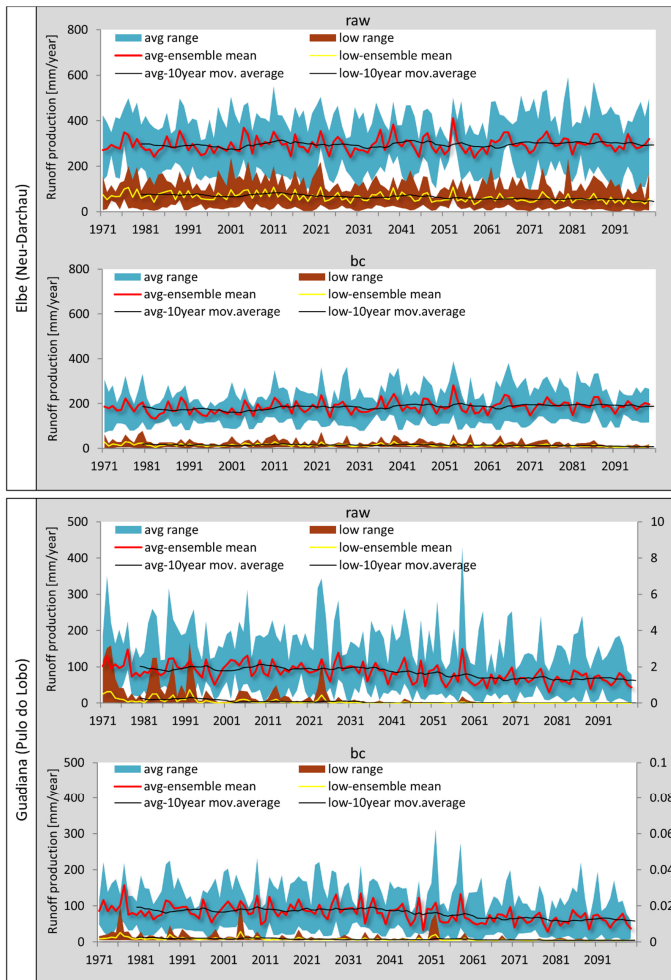 raw
800
600
400
200
0
Runoff production [mm/year]
avg range
low range
avg-ensemble mean
low-ensemble mean
avg-10year mov. average
low-10year mov.average
1971 1981 1991 2001 2011 2021 2031 2041 2051 2061 2071 2081 2091
Elbe (Neu-Darchau)
bc
800
600
400
200
0
Runoff production [mm/year]
avg range
low range
avg-ensemble mean
low-ensemble mean
avg-10year mov.average
low-10year mov.average
1971 1981 1991 2001 2011 2021 2031 2041 2051 2061 2071 2081 2091
raw
500
400
300
200
100
0
Runoff production [mm/year]
avg range
low range
avg-ensemble mean
low-ensemble mean
avg-10year mov.average
low-10year mov.average
10
8
6
4
2
0
1971 1981 1991 2001 2011 2021 2031 2041 2051 2061 2071 2081 2091
Guadiana (Pulo do Lobo)
bc
500
400
300
200
100
0
Runoff production [mm/year]
avg range
low range
avg-ensemble mean
low-ensemble mean
avg-10year mov.average
low-10year mov.average
0.1
0.08
0.06
0.04
0.02
0
1971 1981 1991 2001 2011 2021 2031 2041 2051 2061 2071 2081 2091